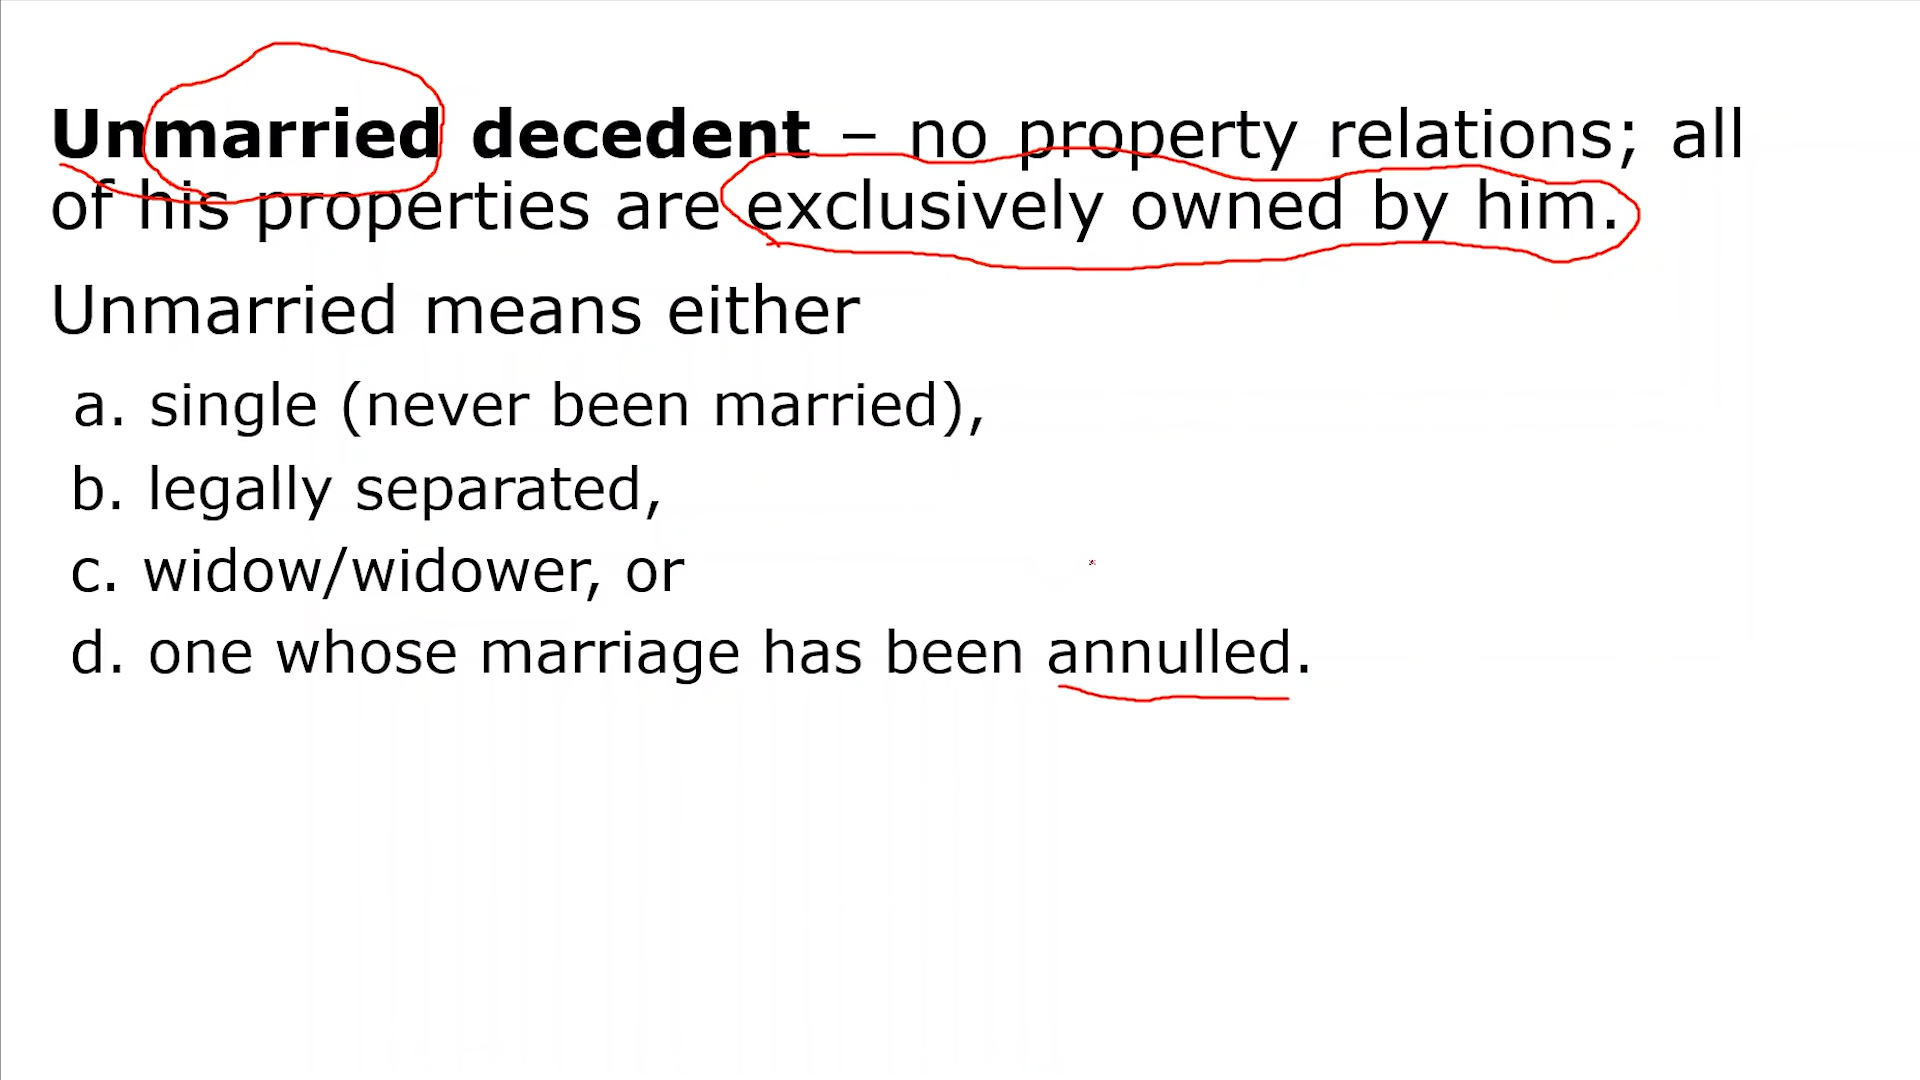 Unmarried decedent – no property relations; all
of his properties are exclusively owned by him.
Unmarried means either
a. single (never been married),
b. legally separated,
c. widow/widower, or
d. one whose marriage has been annulled.